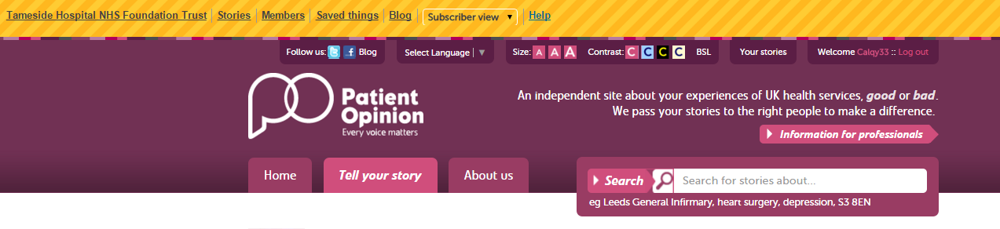 Tameside Hospital NHS Foundation Trust Stories Members Saved things Blog Subscriber view ▼ Help
Follow us: Blog Select Language ▼ Size: A A A Contrast: C C C C BSL Your stories Welcome Calqy33 :: Log out
Patient
Opinion
Every voice matters
An independent site about your experiences of UK health services, good or bad.
We pass your stories to the right people to make a difference.
Information for professionals
Home Tell your story About us
Search Search for stories about...
eg Leeds General Infirmary, heart surgery, depression, S3 8EN